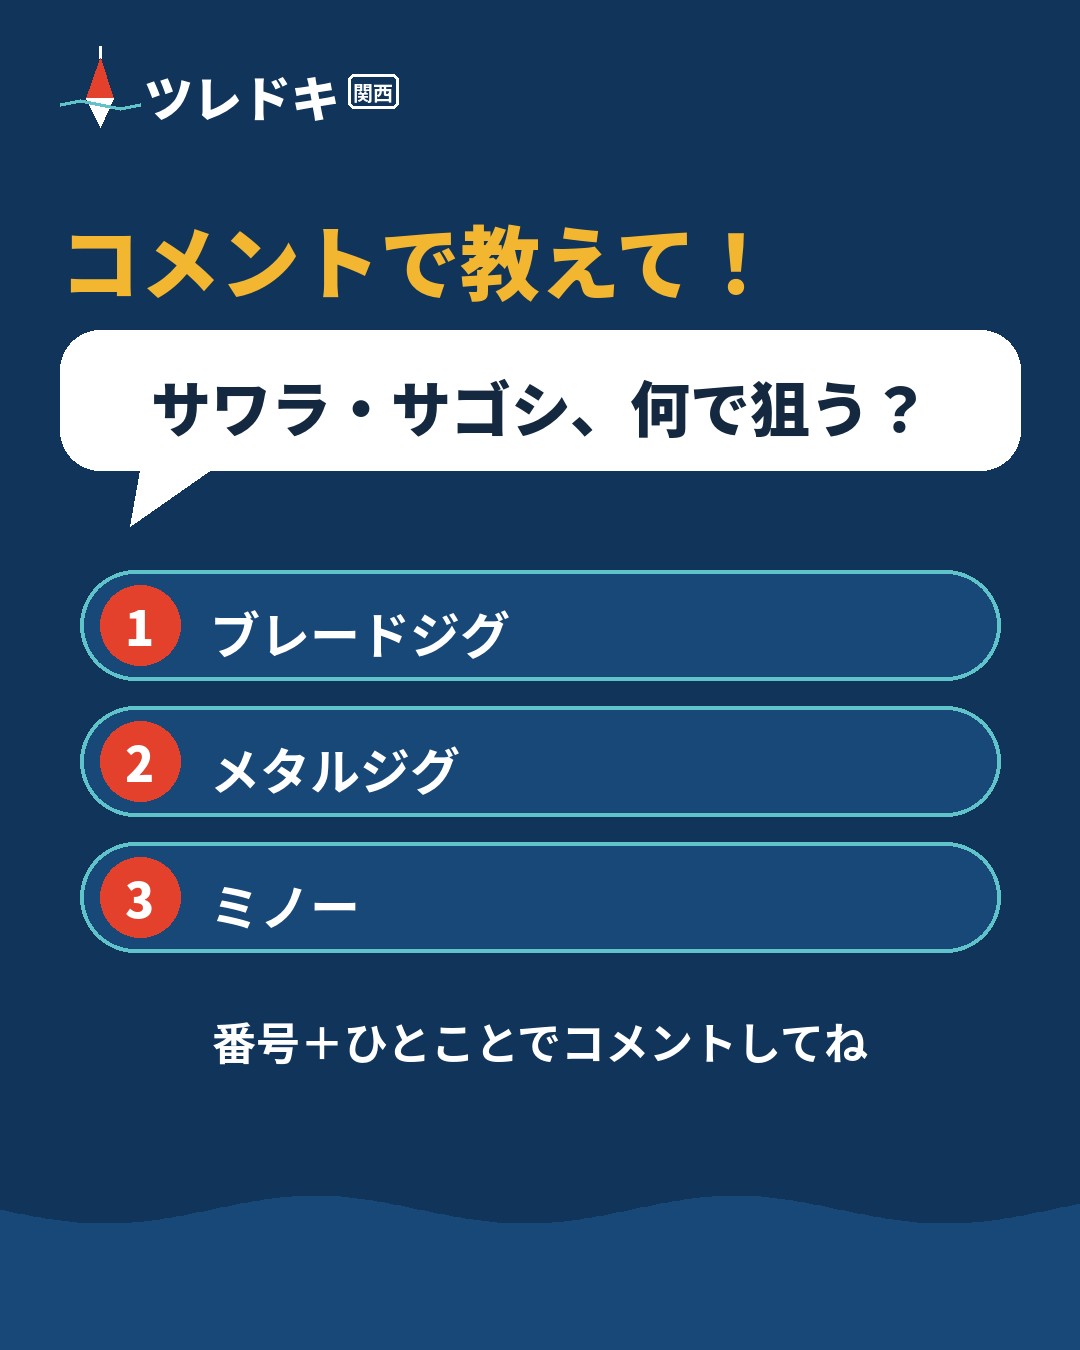 ツレドキ 関西
コメントで教えて！
サワラ・サゴシ、何で狙う？
1 ブレードジグ
2 メタルジグ
3 ミノー
番号＋ひとことでコメントしてね